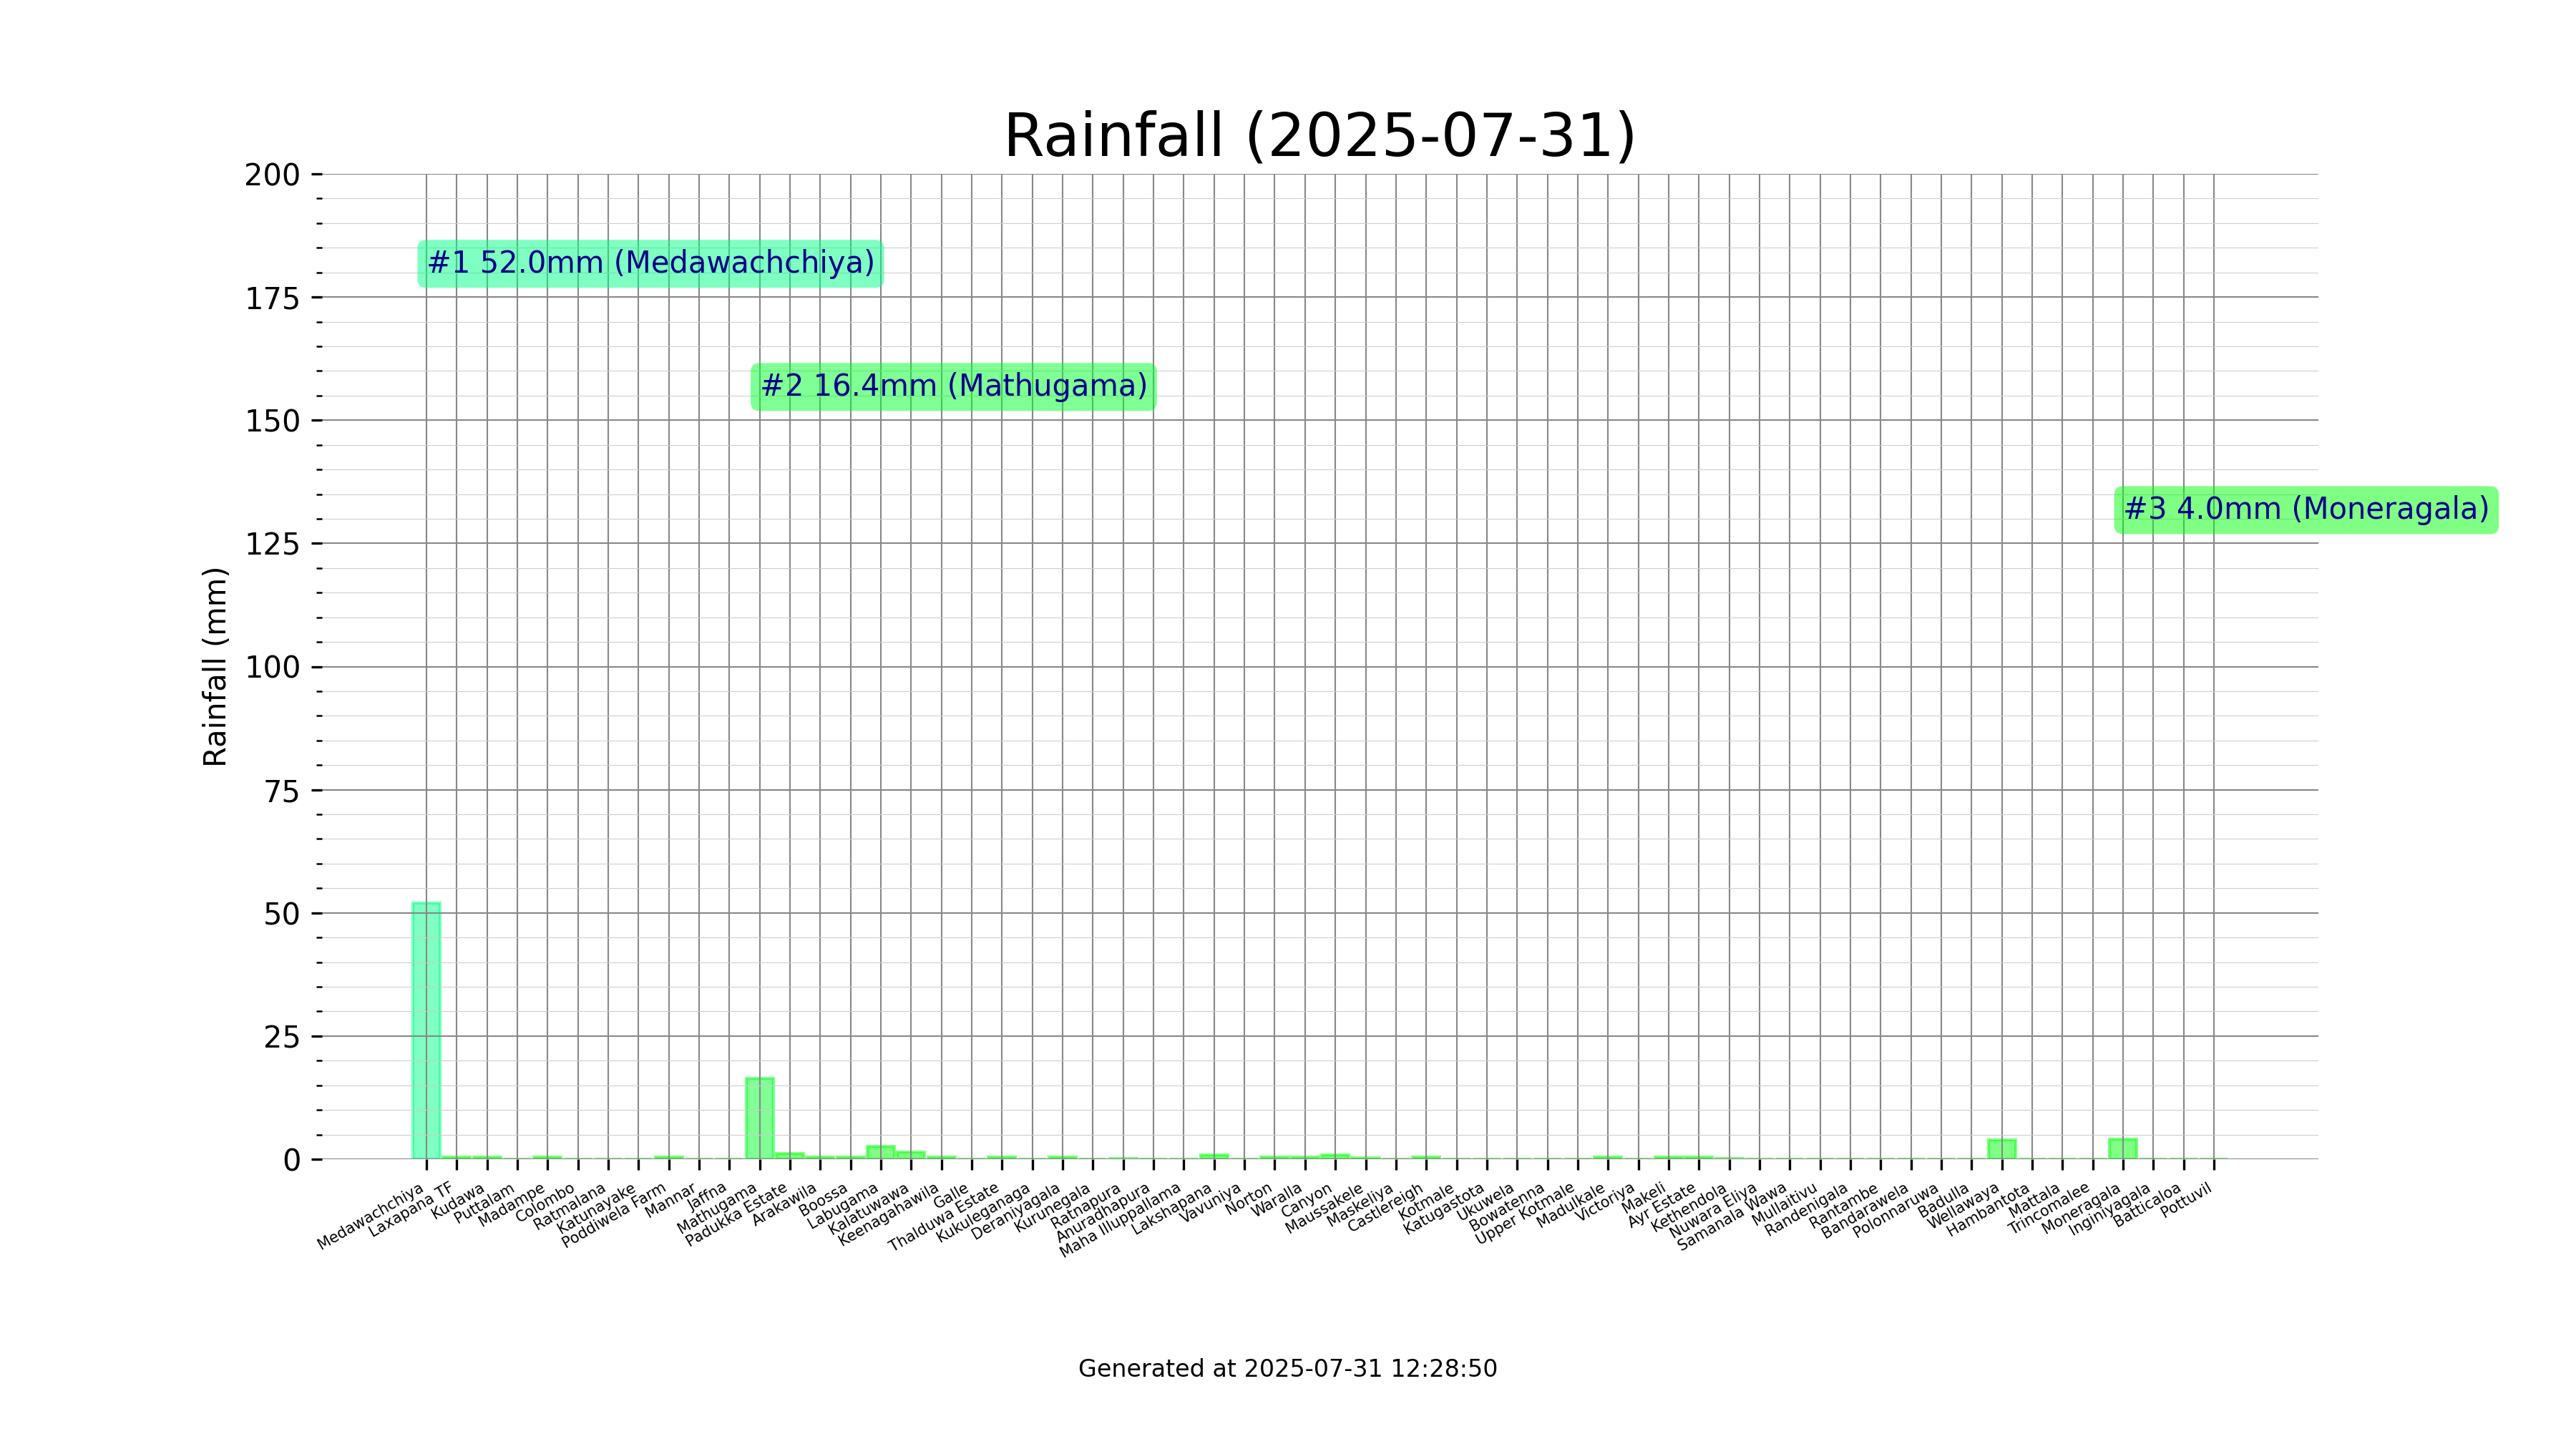 Rainfall (2025-07-31)
200
175
150
125
100
75
50
25
0
Rainfall (mm)
#1 52.0mm (Medawachchiya)
#2 16.4mm (Mathugama)
#3 4.0mm (Moneragala)
Medawachchiya
Laxapana TF
Kudawa
Puttalam
Madampe
Colombo
Ratmalana
Katunayake
Poddiwela Farm
Mannar
Jaffna
Mathugama
Padukka Estate
Arakawila
Boossa
Labugama
Kalatuwawa
Keenagahawila
Galle
Thalduwa Estate
Kukuleganaga
Deraniyagala
Kurunegala
Ratnapura
Anuradhapura
Maha Illuppallama
Lakshapana
Vavuniya
Norton
Waralla
Canyon
Maussakele
Maskeliya
Castlereigh
Kotmale
Katugastota
Ukuwela
Bowatenna
Upper Kotmale
Madulkale
Victoriya
Makeli
Ayr Estate
Kethendola
Nuwara Eliya
Samanala Wawa
Mullaitivu
Randenigala
Rantambe
Bandarawela
Polonnaruwa
Badulla
Wellawaya
Hambantota
Mattala
Trincomalee
Moneragala
Inginiyagala
Batticaloa
Pottuvil
Generated at 2025-07-31 12:28:50